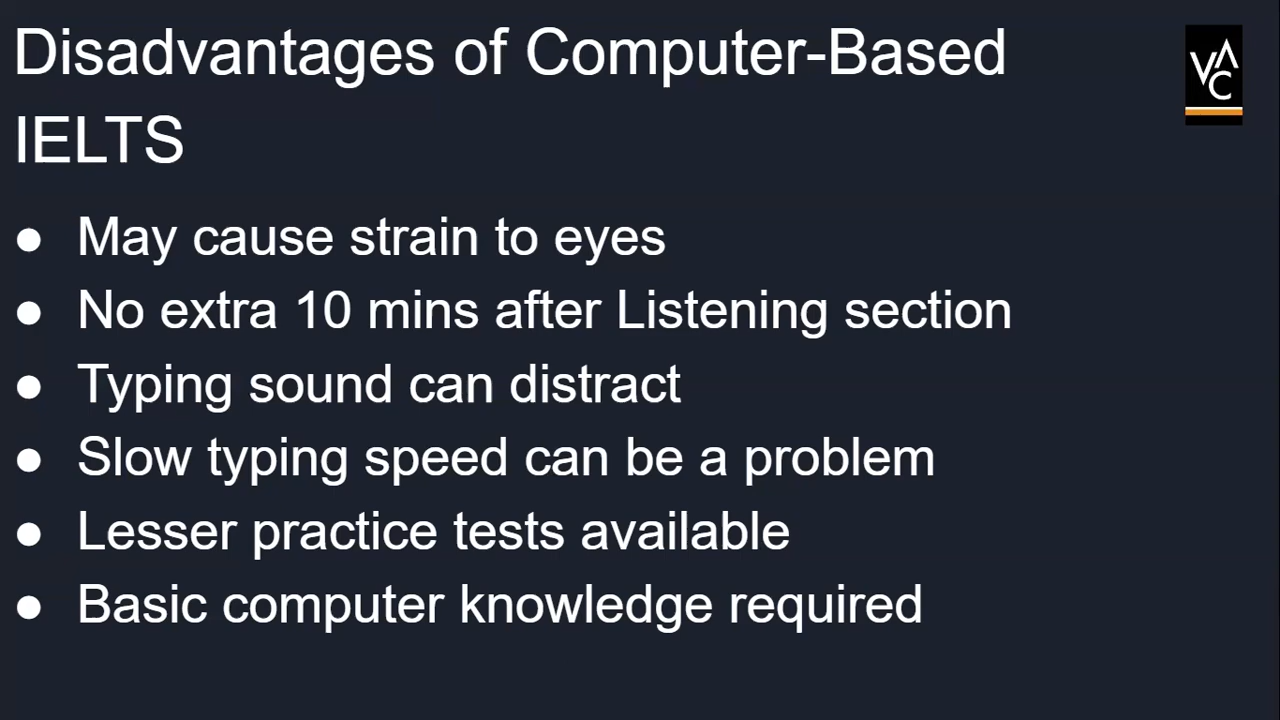 Disadvantages of Computer-Based
IELTS
VAC
● May cause strain to eyes
● No extra 10 mins after Listening section
● Typing sound can distract
● Slow typing speed can be a problem
● Lesser practice tests available
● Basic computer knowledge required